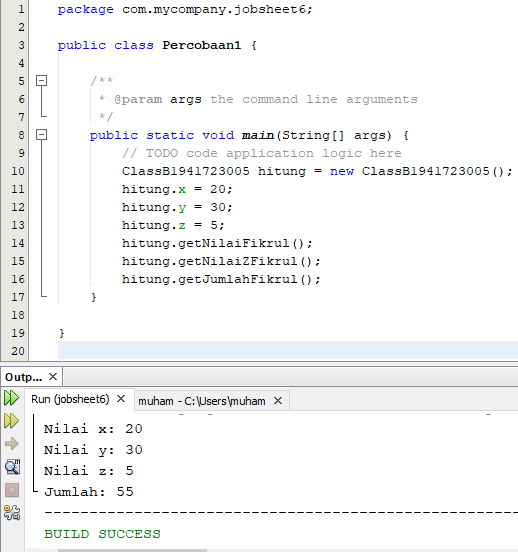 1 package com.mycompany.jobsheet6;
2
3 public class Percobaan1 {
4
5 /**
6 * @param args the command line arguments
7 */
8 public static void main(String[] args) {
9 // TODO code application logic here
10 ClassB1941723005 hitung = new ClassB1941723005();
11 hitung.x = 20;
12 hitung.y = 30;
13 hitung.z = 5;
14 hitung.getNilaiFikrul();
15 hitung.getNilaiZFikrul();
16 hitung.getJumlahFikrul();
17 }
18
19 }
20
Outp... ×
Run (jobsheet6) × muham - C:\Users\muham ×
Nilai x: 20
Nilai y: 30
Nilai z: 5
Jumlah: 55
------------------------------------------------------
BUILD SUCCESS